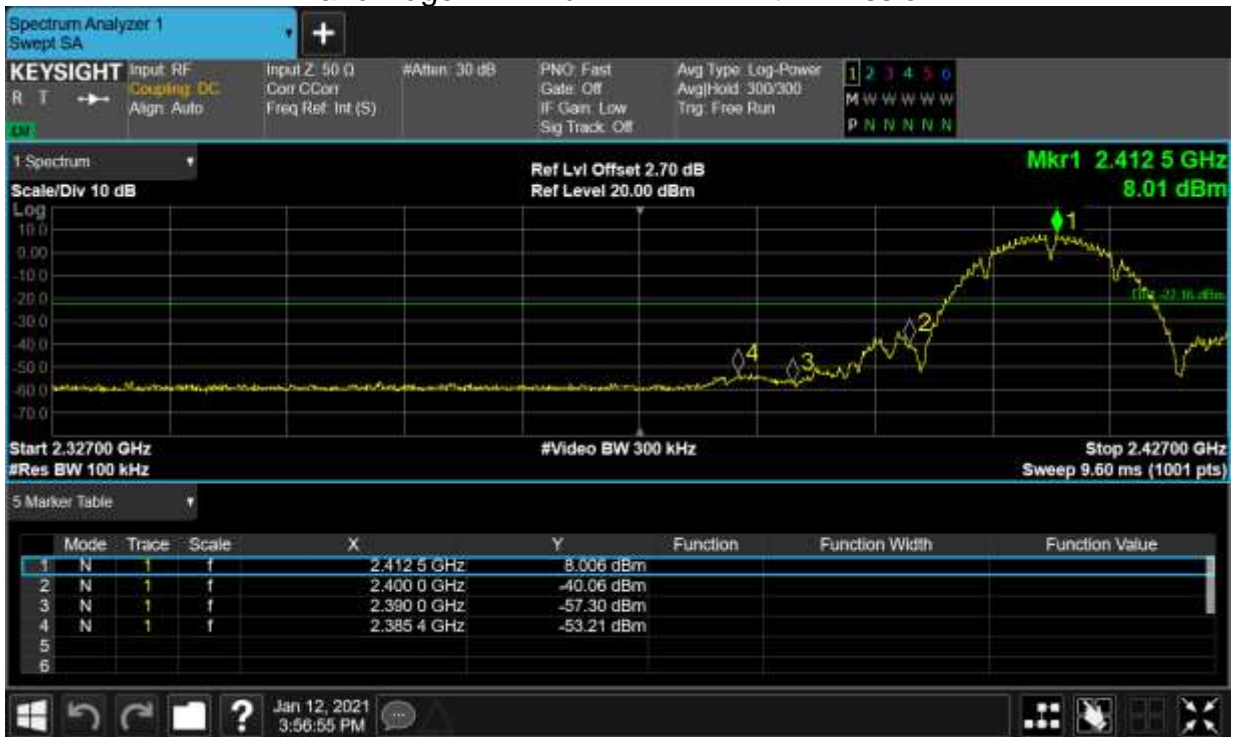 Spectrum Analyzer 1
Swept SA
+
KEYSIGHT
R T
Input: RF
Coupling: DC
Align: Auto
Input Z: 50 Ω
Corr CCorr
Freq Ref: Int (S)
#Atten: 30 dB
PNO: Fast
Gate: Off
IF Gain: Low
Sig Track: Off
Avg Type: Log-Power
Avg|Hold: 300/300
Trig: Free Run
1 2 3 4 5 6
M W W W W W
P N N N N N
1 Spectrum
Scale/Div 10 dB
Ref Lvl Offset 2.70 dB
Ref Level 20.00 dBm
Mkr1 2.412 5 GHz
8.01 dBm
Log
10.0
0.00
-10.0
-20.0
-30.0
-40.0
-50.0
-60.0
-70.0
1
2
3
4
-22.16 dBm
Start 2.32700 GHz
#Res BW 100 kHz
#Video BW 300 kHz
Stop 2.42700 GHz
Sweep 9.60 ms (1001 pts)
5 Marker Table
Mode Trace Scale X Y Function Function Width Function Value
1 N 1 f 2.412 5 GHz 8.006 dBm
2 N 1 f 2.400 0 GHz -40.06 dBm
3 N 1 f 2.390 0 GHz -57.30 dBm
4 N 1 f 2.385 4 GHz -53.21 dBm
5
6
?
Jan 12, 2021
3:56:55 PM